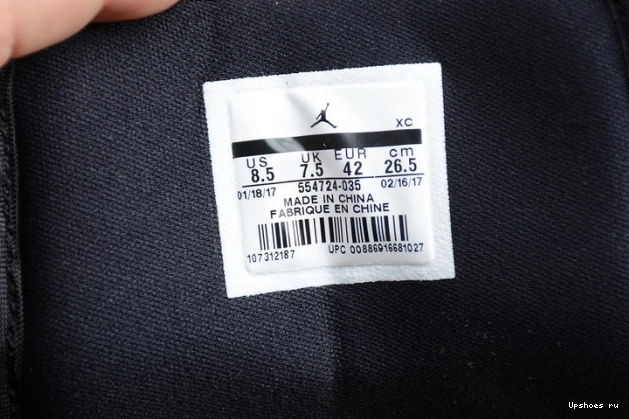 XC
US UK EUR cm
8.5 7.5 42 26.5
01/18/17 554724-035 02/16/17
MADE IN CHINA
FABRIQUE EN CHINE
107312187 UPC 00886916681027
Upshoes ru